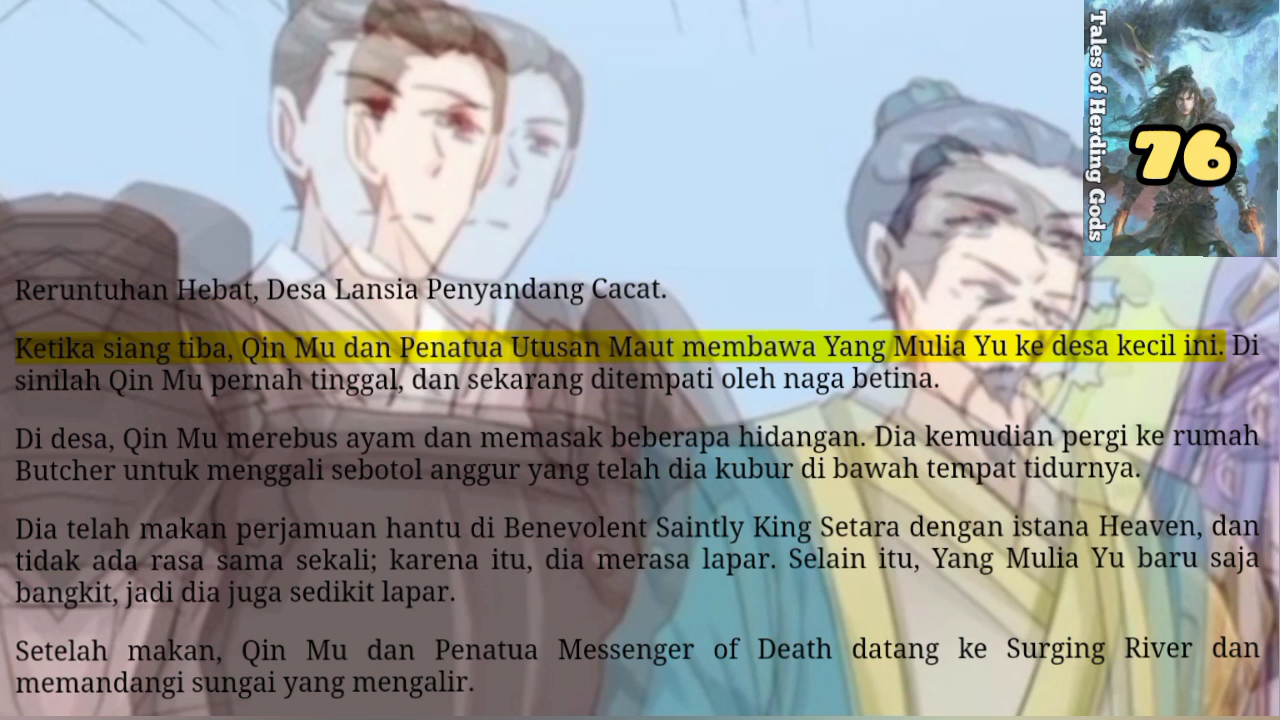 Tales of Herding Gods
76
Reruntuhan Hebat, Desa Lansia Penyandang Cacat.
Ketika siang tiba, Qin Mu dan Penatua Utusan Maut membawa Yang Mulia Yu ke desa kecil ini. Di
sinilah Qin Mu pernah tinggal, dan sekarang ditempati oleh naga betina.
Di desa, Qin Mu merebus ayam dan memasak beberapa hidangan. Dia kemudian pergi ke rumah
Butcher untuk menggali sebotol anggur yang telah dia kubur di bawah tempat tidurnya.
Dia telah makan perjamuan hantu di Benevolent Saintly King Setara dengan istana Heaven, dan
tidak ada rasa sama sekali; karena itu, dia merasa lapar. Selain itu, Yang Mulia Yu baru saja
bangkit, jadi dia juga sedikit lapar.
Setelah makan, Qin Mu dan Penatua Messenger of Death datang ke Surging River dan
memandangi sungai yang mengalir.